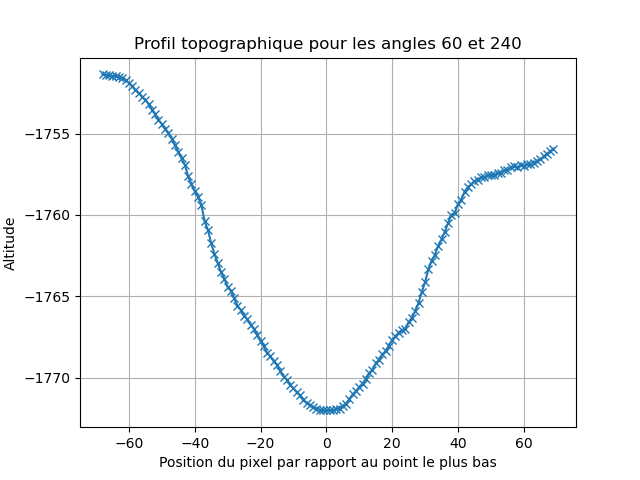 Profil topographique pour les angles 60 et 240
Altitude
−1755
−1760
−1765
−1770
−60 −40 −20 0 20 40 60
Position du pixel par rapport au point le plus bas